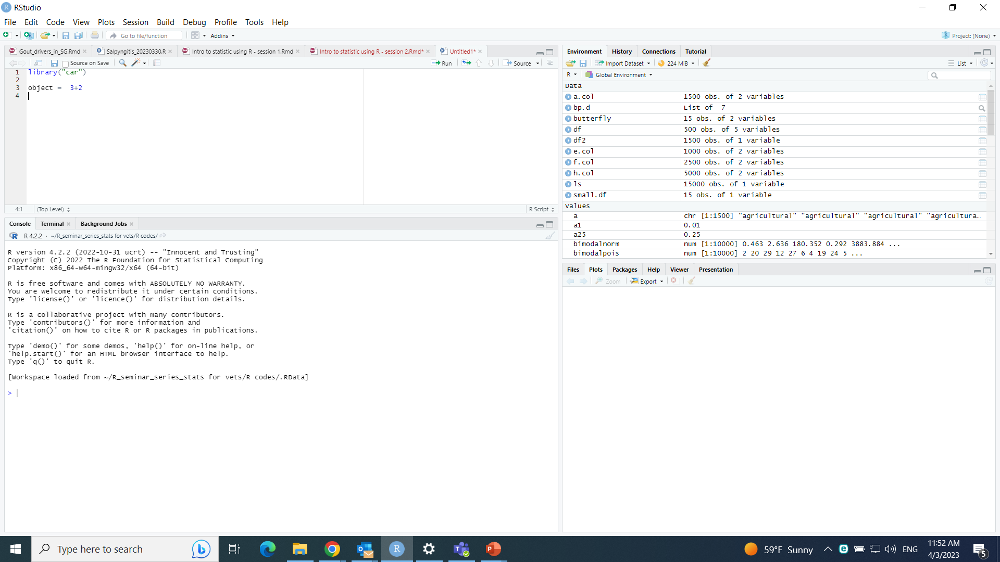 RStudio
File Edit Code View Plots Session Build Debug Profile Tools Help
Go to file/function Addins Project: (None)
Gout_drivers_in_SG.Rmd Salpyngitis_20230330.R Intro to statistic using R - session 1.Rmd Intro to statistic using R - session 2.Rmd* Untitled1*
Source on Save Run Source
1 library("car")
2
3 object = 3+2
4
4:1 (Top Level) R Script
Console Terminal Background Jobs
R 4.2.2 · ~/R_seminar_series_stats for vets/R codes/
R version 4.2.2 (2022-10-31 ucrt) -- "Innocent and Trusting"
Copyright (C) 2022 The R Foundation for Statistical Computing
Platform: x86_64-w64-mingw32/x64 (64-bit)
R is free software and comes with ABSOLUTELY NO WARRANTY.
You are welcome to redistribute it under certain conditions.
Type 'license()' or 'licence()' for distribution details.
R is a collaborative project with many contributors.
Type 'contributors()' for more information and
'citation()' on how to cite R or R packages in publications.
Type 'demo()' for some demos, 'help()' for on-line help, or
'help.start()' for an HTML browser interface to help.
Type 'q()' to quit R.
[Workspace loaded from ~/R_seminar_series_stats for vets/R codes/.RData]
>
Environment History Connections Tutorial
Import Dataset 224 MiB List
R Global Environment
Data
a.col 1500 obs. of 2 variables
bp.d List of 7
butterfly 15 obs. of 2 variables
df 500 obs. of 5 variables
df2 1500 obs. of 1 variable
e.col 1000 obs. of 2 variables
f.col 2500 obs. of 2 variables
h.col 5000 obs. of 2 variables
ls 15000 obs. of 1 variable
small.df 15 obs. of 1 variable
Values
a chr [1:1500] "agricultural" "agricultural" "agricultural" "agricultura…
a1 0.01
a25 0.25
bimodalnorm num [1:10000] 0.463 2.636 180.352 0.292 3883.884 ...
bimodalpois num [1:10000] 2 20 29 12 27 6 4 19 24 5 ...
Files Plots Packages Help Viewer Presentation
Zoom Export
Type here to search
59°F Sunny ENG 11:52 AM
4/3/2023 5